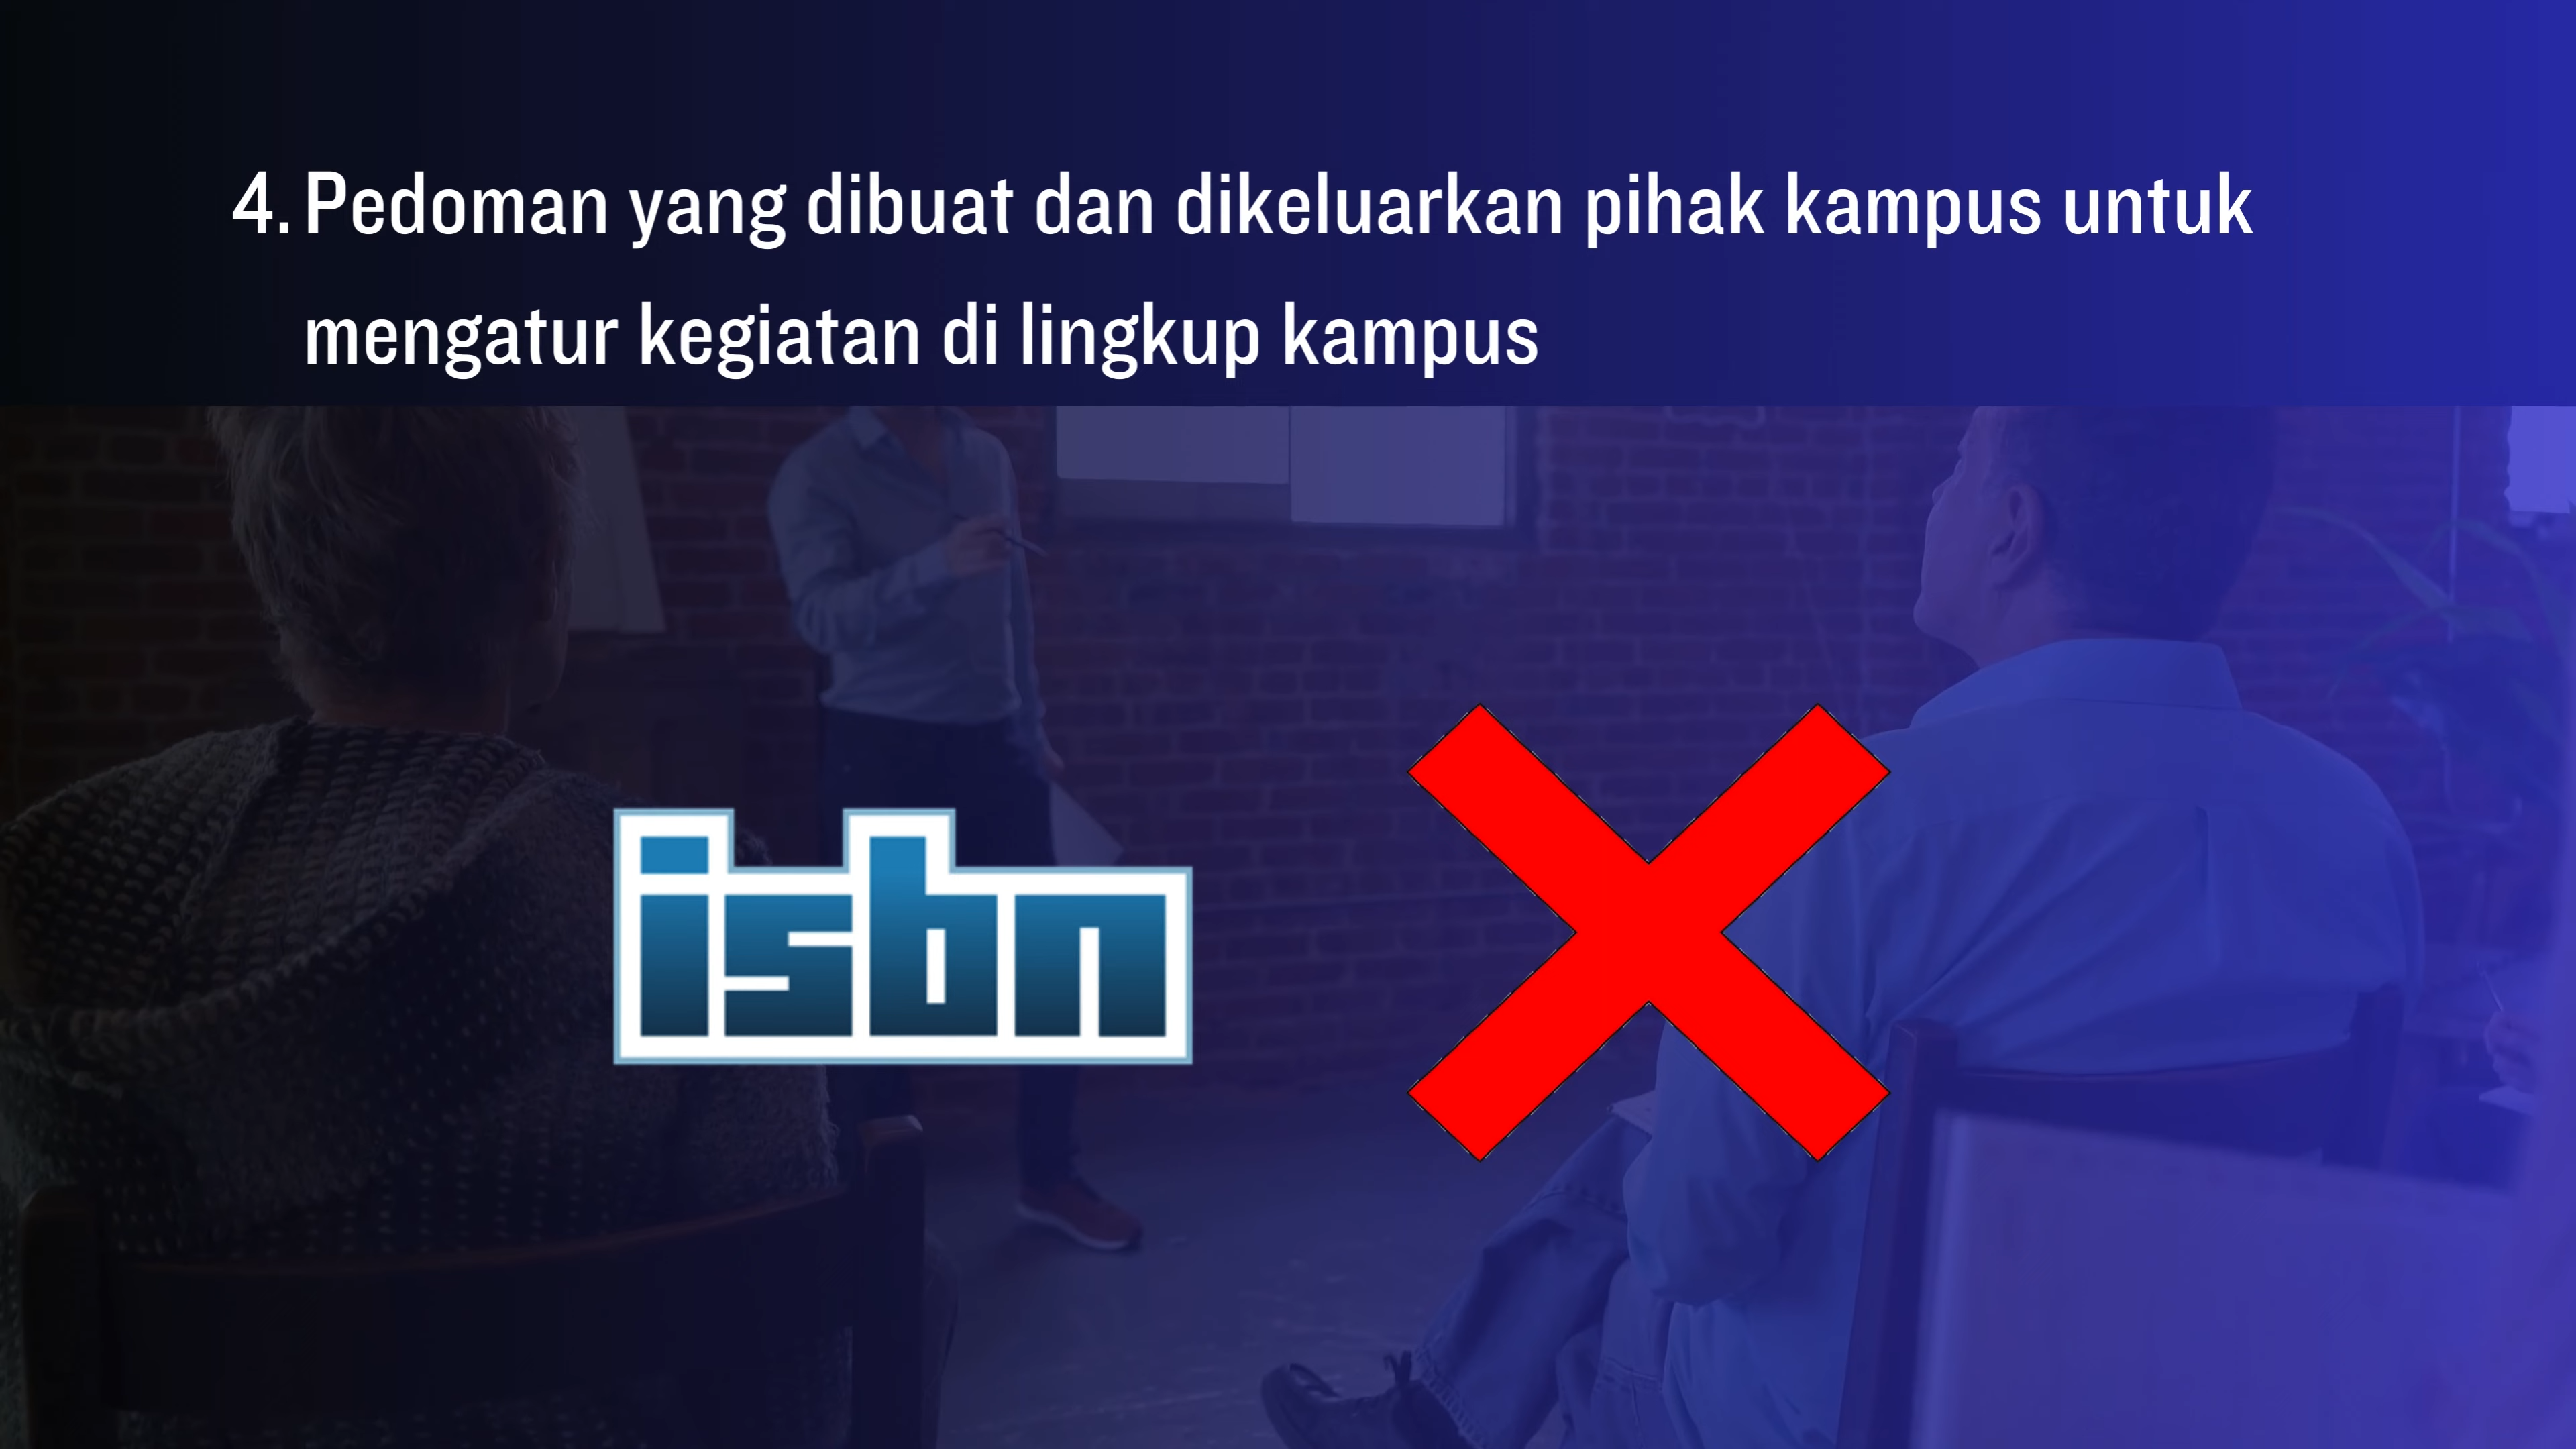 4. Pedoman yang dibuat dan dikeluarkan pihak kampus untuk
mengatur kegiatan di lingkup kampus
isbn